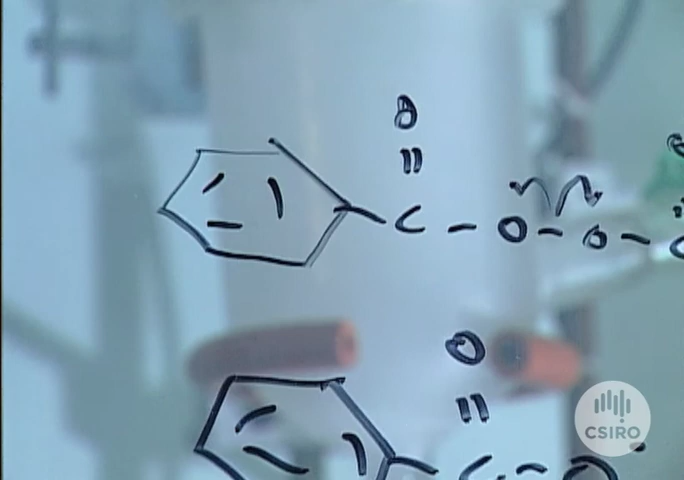 O
C - O - O -
O
C - O
CSIRO